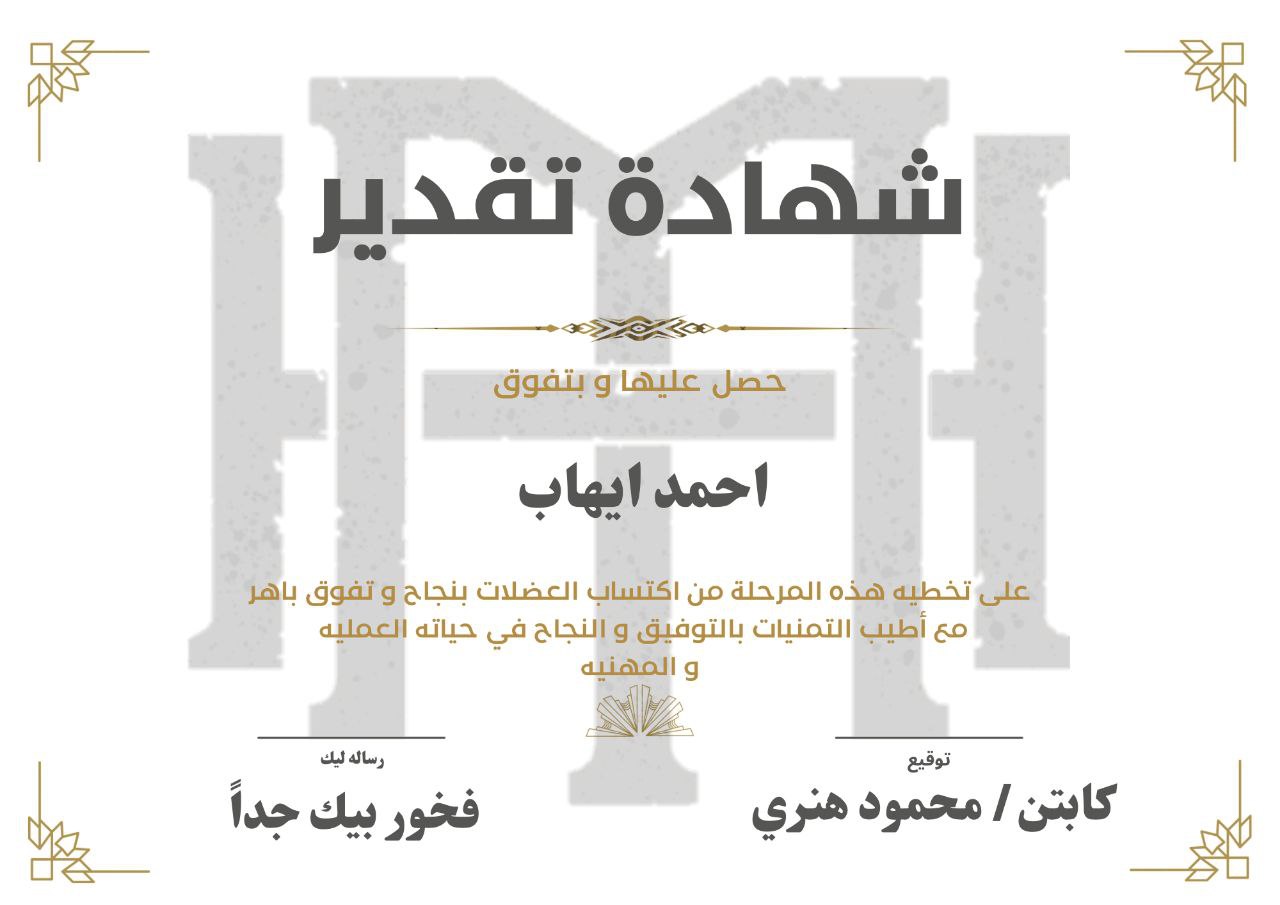 شهادة تقدير
حصل عليها و بتفوق
احمد ايهاب
على تخطيه هذه المرحلة من اكتساب العضلات بنجاح و تفوق باهر
مع أطيب التمنيات بالتوفيق و النجاح في حياته العمليه
و المهنيه
توقيع
كابتن / محمود هنري
رساله ليك
فخور بيك جداً